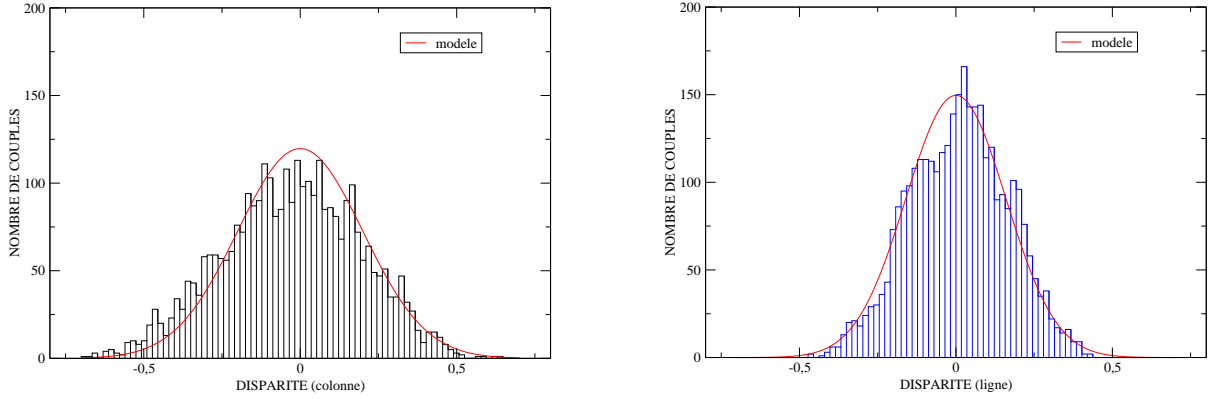 200
150
100
50
0
NOMBRE DE COUPLES
modele
-0,5
0
0,5
DISPARITE (colonne)
200
150
100
50
0
NOMBRE DE COUPLES
modele
-0,5
0
0,5
DISPARITE (ligne)